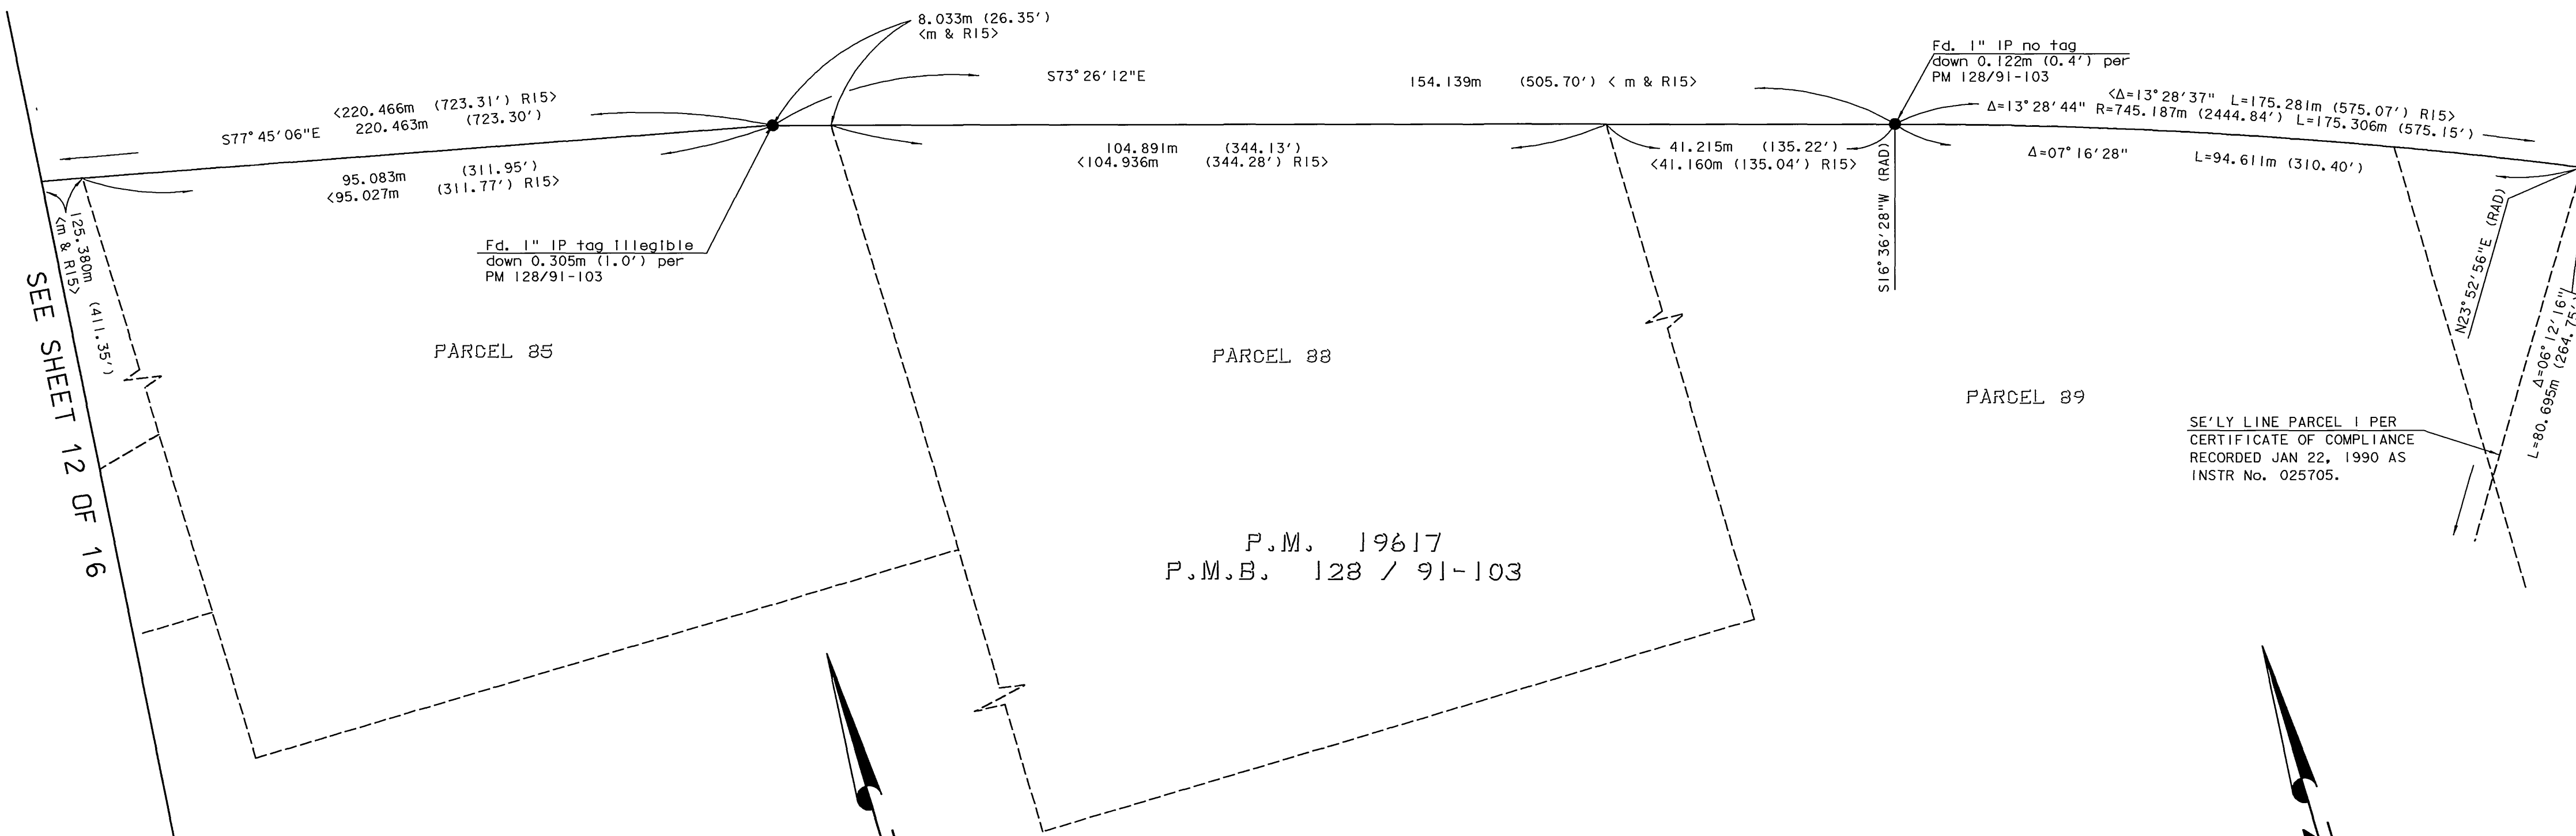 8.033m (26.35')
<m & R15>
Fd. 1" IP no tag
down 0.122m (0.4') per
PM 128/91-103
S73°26'12"E
154.139m (505.70') < m & R15>
<220.466m (723.31') R15>
S77°45'06"E 220.463m (723.30')
<Δ=13°28'37" L=175.281m (575.07') R15>
Δ=13°28'44" R=745.187m (2444.84') L=175.306m (575.15')
95.083m (311.95')
<95.027m (311.77') R15>
104.891m (344.13')
<104.936m (344.28') R15>
41.215m (135.22')
<41.160m (135.04') R15>
Δ=07°16'28" L=94.611m (310.40')
125.380m (411.35')
<m & R15>
Fd. 1" IP tag illegible
down 0.305m (1.0') per
PM 128/91-103
S16°36'28"W (RAD)
N23°52'56"E (RAD)
Δ=06°12'16"
L=80.695m (264.75')
SEE SHEET 12 OF 16
PARCEL 85
PARCEL 88
PARCEL 89
SE'LY LINE PARCEL 1 PER
CERTIFICATE OF COMPLIANCE
RECORDED JAN 22, 1990 AS
INSTR No. 025705.
P.M. 19617
P.M.B. 128 / 91-103